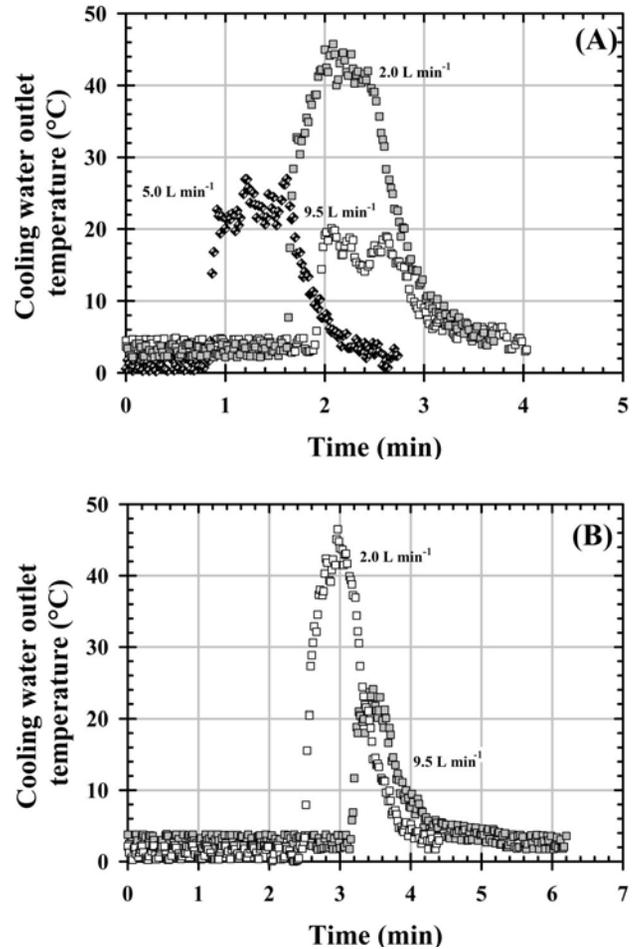 (A)
50
40
30
20
10
0
2.0 L min⁻¹
5.0 L min⁻¹
9.5 L min⁻¹
Cooling water outlet
temperature (°C)
0 1 2 3 4 5
Time (min)
(B)
50
40
30
20
10
0
2.0 L min⁻¹
9.5 L min⁻¹
Cooling water outlet
temperature (°C)
0 1 2 3 4 5 6 7
Time (min)